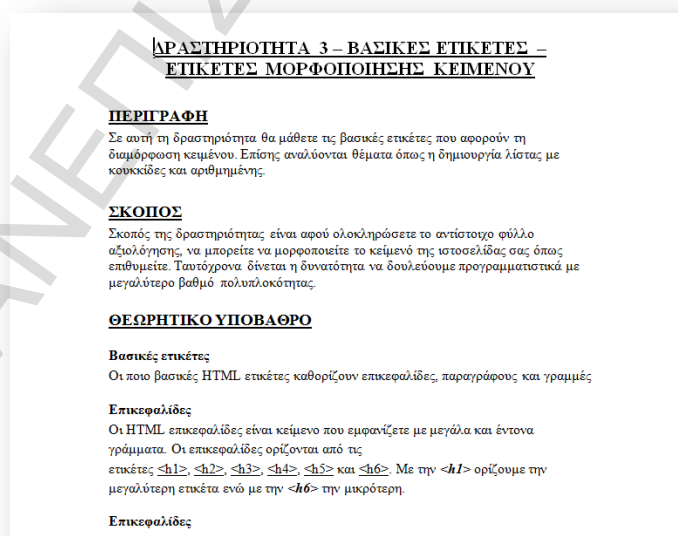 ΔΡΑΣΤΗΡΙΟΤΗΤΑ 3 – ΒΑΣΙΚΕΣ ΕΤΙΚΕΤΕΣ –
ΕΤΙΚΕΤΕΣ ΜΟΡΦΟΠΟΙΗΣΗΣ ΚΕΙΜΕΝΟΥ
ΠΕΡΙΓΡΑΦΗ
Σε αυτή τη δραστηριότητα θα μάθετε τις βασικές ετικέτες που αφορούν τη
διαμόρφωση κειμένου. Επίσης αναλύονται θέματα όπως η δημιουργία λίστας με
κουκκίδες και αριθμημένης.
ΣΚΟΠΟΣ
Σκοπός της δραστηριότητας είναι αφού ολοκληρώσετε το αντίστοιχο φύλλο
αξιολόγησης, να μπορείτε να μορφοποιείτε το κείμενό της ιστοσελίδας σας όπως
επιθυμείτε. Ταυτόχρονα δίνεται η δυνατότητα να δουλεύουμε προγραμματιστικά με
μεγαλύτερο βαθμό πολυπλοκότητας.
ΘΕΩΡΗΤΙΚΟ ΥΠΟΒΑΘΡΟ
Βασικές ετικέτες
Οι ποιο βασικές HTML ετικέτες καθορίζουν επικεφαλίδες, παραγράφους και γραμμές
Επικεφαλίδες
Οι HTML επικεφαλίδες είναι κείμενο που εμφανίζετε με μεγάλα και έντονα
γράμματα. Οι επικεφαλίδες ορίζονται από τις
ετικέτες <h1>, <h2>, <h3>, <h4>, <h5> και <h6>. Με την <h1> ορίζουμε την
μεγαλύτερη ετικέτα ενώ με την <h6> την μικρότερη.
Επικεφαλίδες
ΑΝΕΠΙΣ